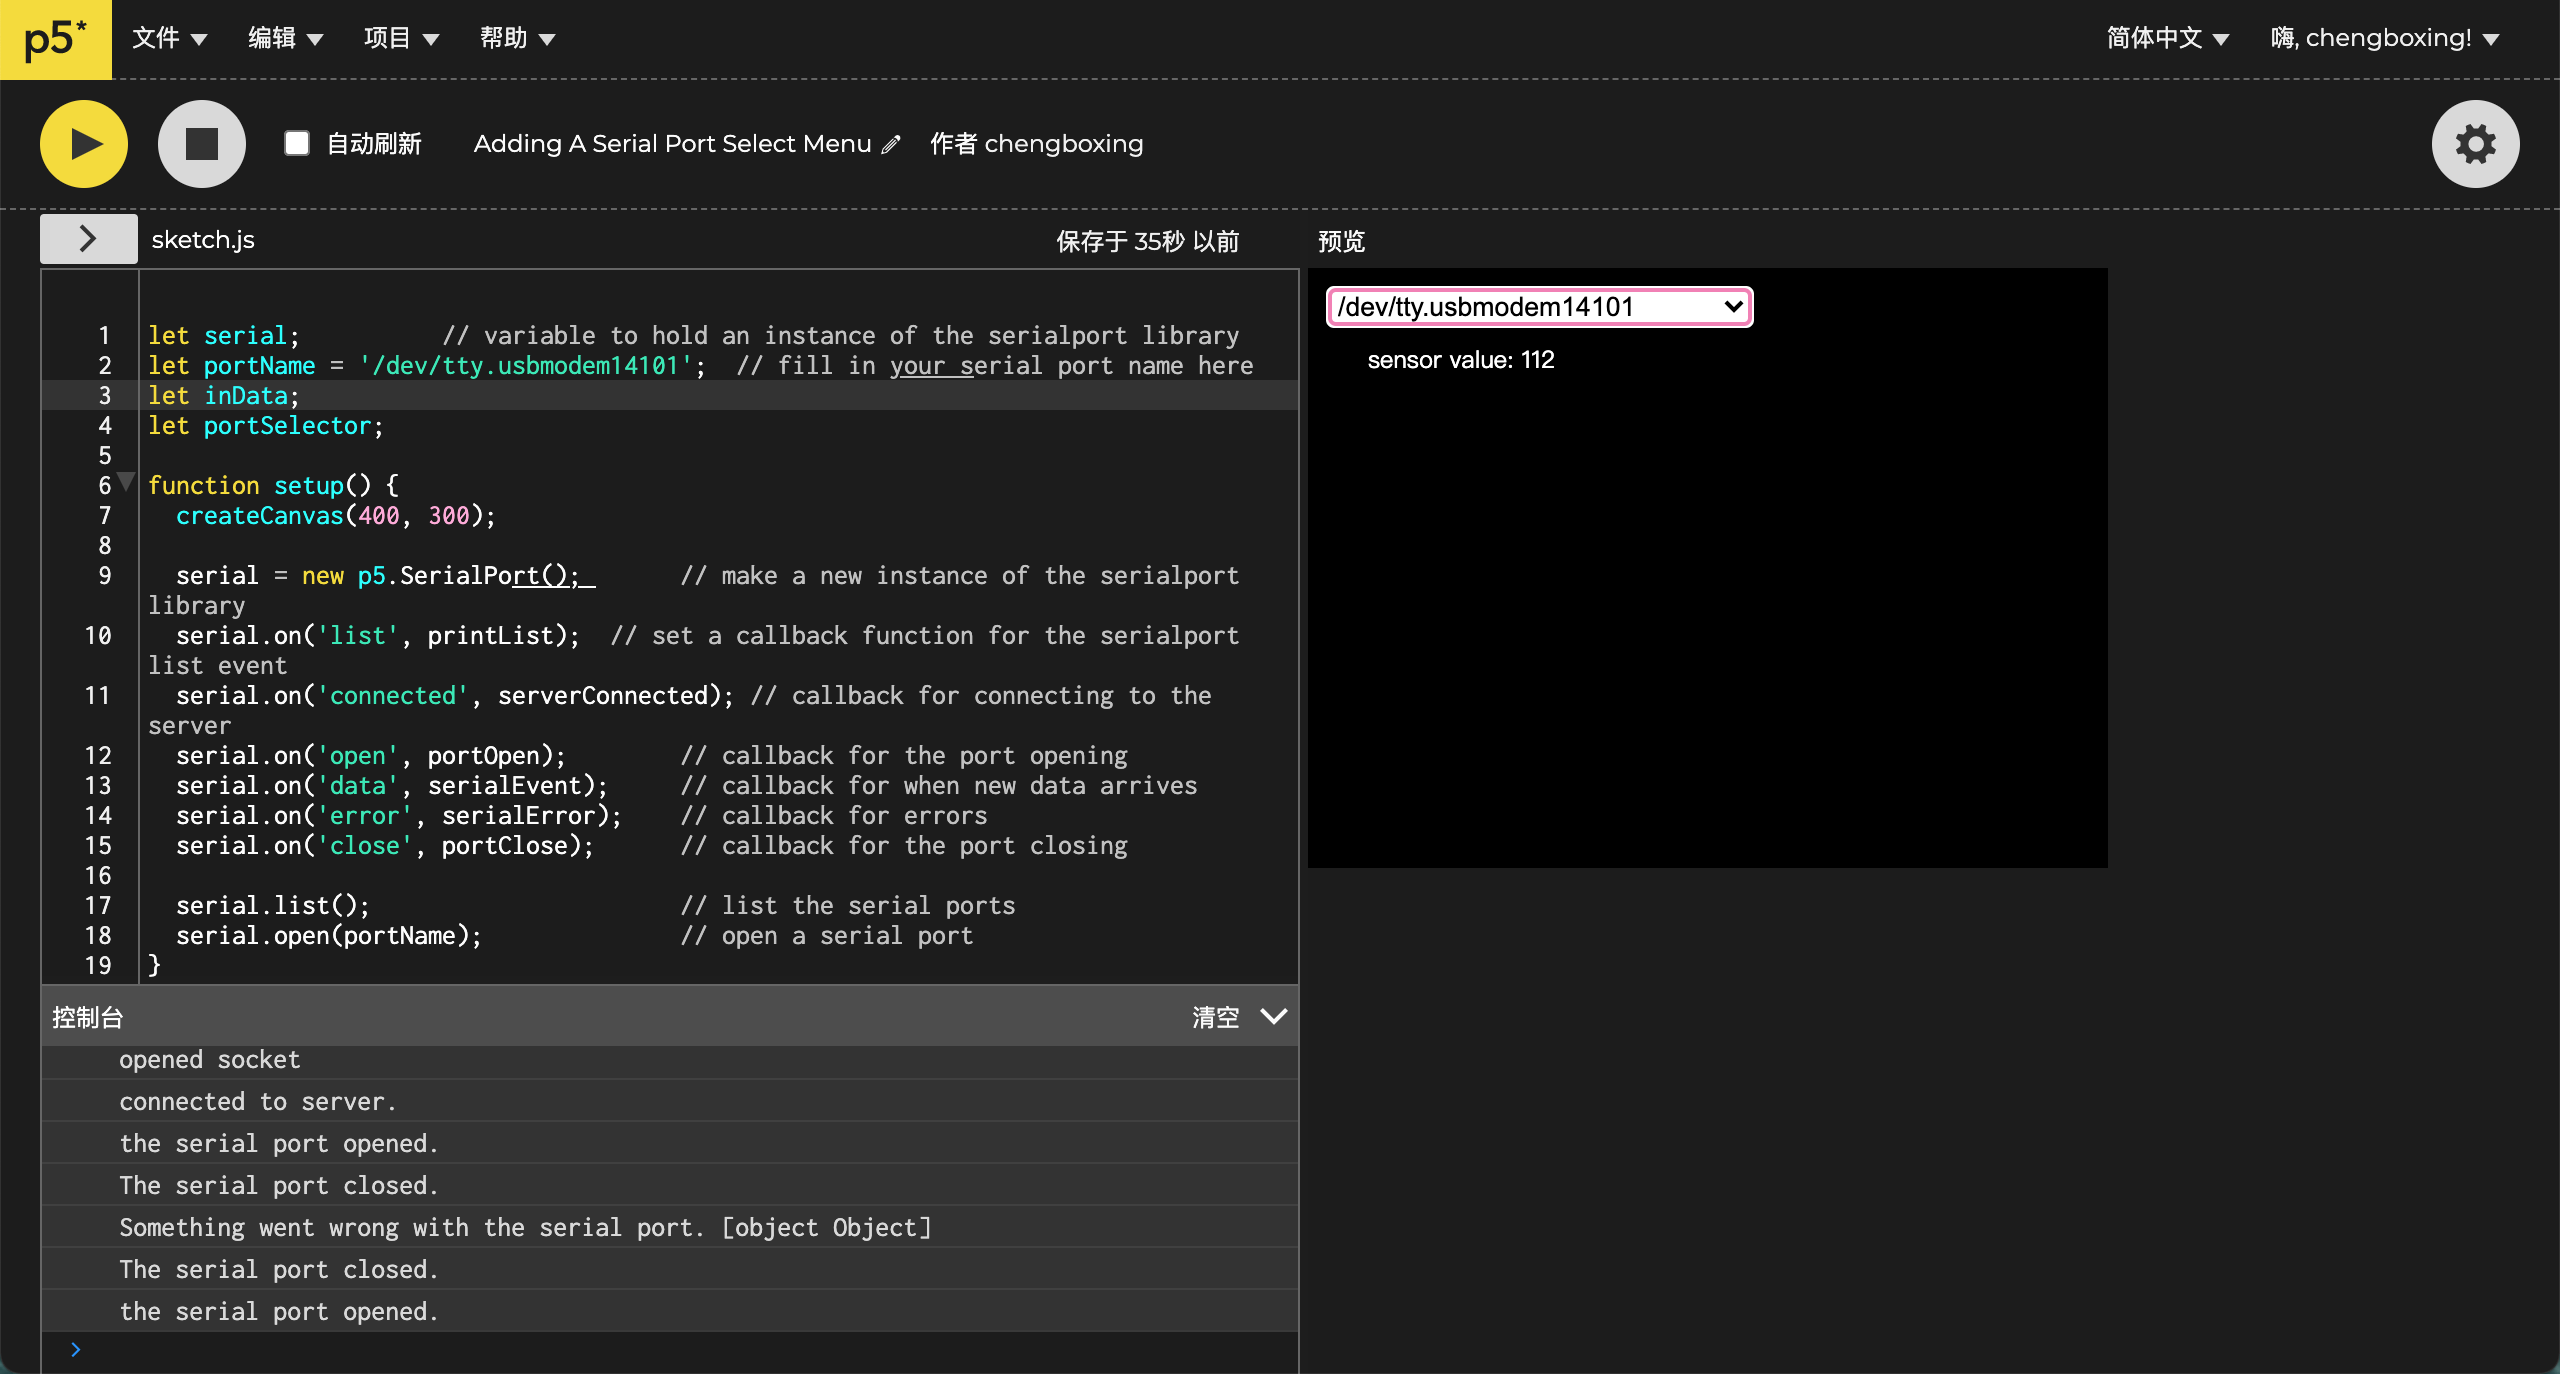 p5* 文件 编辑 项目 帮助 简体中文 嗨, chengboxing!
自动刷新 Adding A Serial Port Select Menu 作者 chengboxing
sketch.js 保存于 35秒 以前 预览
1 let serial; // variable to hold an instance of the serialport library
2 let portName = '/dev/tty.usbmodem14101'; // fill in your serial port name here
3 let inData;
4 let portSelector;
5
6 function setup() {
7 createCanvas(400, 300);
8
9 serial = new p5.SerialPort(); // make a new instance of the serialport
library
10 serial.on('list', printList); // set a callback function for the serialport
list event
11 serial.on('connected', serverConnected); // callback for connecting to the
server
12 serial.on('open', portOpen); // callback for the port opening
13 serial.on('data', serialEvent); // callback for when new data arrives
14 serial.on('error', serialError); // callback for errors
15 serial.on('close', portClose); // callback for the port closing
16
17 serial.list(); // list the serial ports
18 serial.open(portName); // open a serial port
19 }
控制台 清空
opened socket
connected to server.
the serial port opened.
The serial port closed.
Something went wrong with the serial port. [object Object]
The serial port closed.
the serial port opened.
/dev/tty.usbmodem14101
sensor value: 112